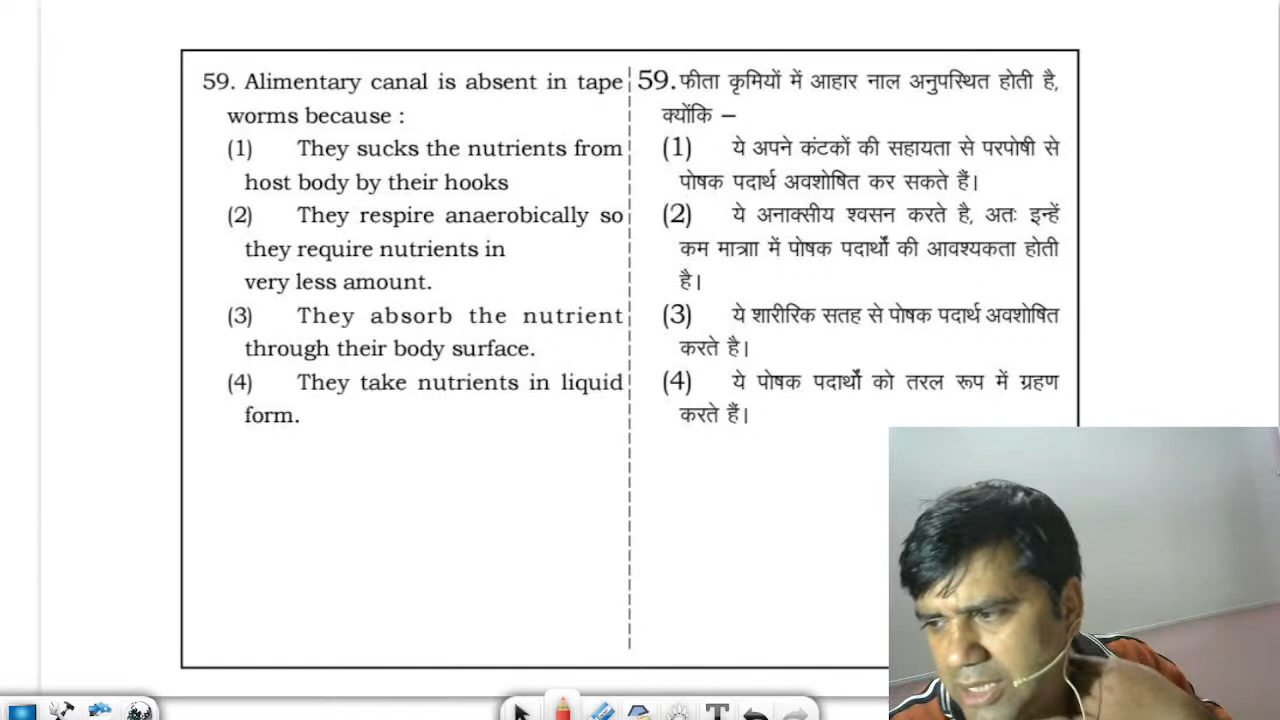 59. Alimentary canal is absent in tape
worms because :
(1) They sucks the nutrients from
host body by their hooks
(2) They respire anaerobically so
they require nutrients in
very less amount.
(3) They absorb the nutrient
through their body surface.
(4) They take nutrients in liquid
form.
59. फीता कृमियों में आहार नाल अनुपस्थित होती है,
क्योंकि –
(1) ये अपने कंटकों की सहायता से परपोषी से
पोषक पदार्थ अवशोषित कर सकते हैं।
(2) ये अनाक्सीय श्वसन करते है, अतः इन्हें
कम मात्राा में पोषक पदार्थों की आवश्यकता होती
है।
(3) ये शारीरिक सतह से पोषक पदार्थ अवशोषित
करते है।
(4) ये पोषक पदार्थों को तरल रूप में ग्रहण
करते हैं।
T